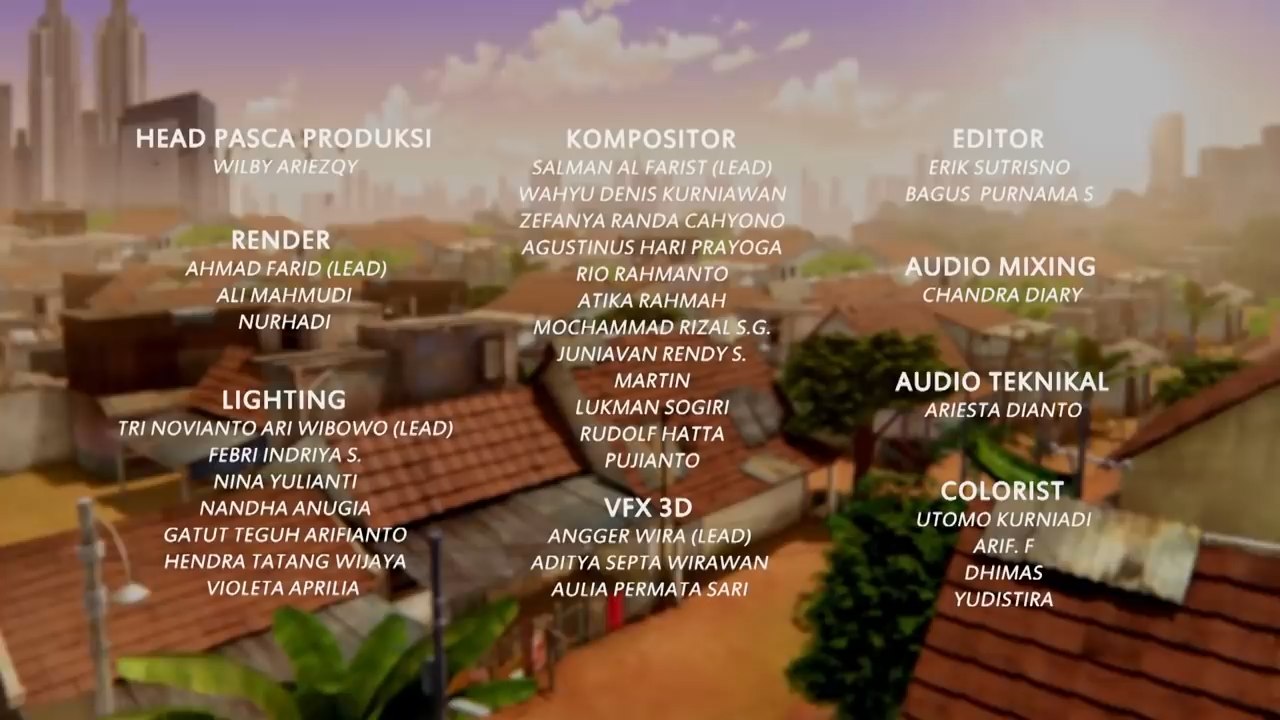 HEAD PASCA PRODUKSI
WILBY ARIEZQY
RENDER
AHMAD FARID (LEAD)
ALI MAHMUDI
NURHADI
LIGHTING
TRI NOVIANTO ARI WIBOWO (LEAD)
FEBRI INDRIYA S.
NINA YULIANTI
NANDHA ANUGIA
GATUT TEGUH ARIFIANTO
HENDRA TATANG WIJAYA
VIOLETA APRILIA
KOMPOSITOR
SALMAN AL FARIST (LEAD)
WAHYU DENIS KURNIAWAN
ZEFANYA RANDA CAHYONO
AGUSTINUS HARI PRAYOGA
RIO RAHMANTO
ATIKA RAHMAH
MOCHAMMAD RIZAL S.G.
JUNIAVAN RENDY S.
MARTIN
LUKMAN SOGIRI
RUDOLF HATTA
PUJIANTO
VFX 3D
ANGGER WIRA (LEAD)
ADITYA SEPTA WIRAWAN
AULIA PERMATA SARI
EDITOR
ERIK SUTRISNO
BAGUS  PURNAMA S
AUDIO MIXING
CHANDRA DIARY
AUDIO TEKNIKAL
ARIESTA DIANTO
COLORIST
UTOMO KURNIADI
ARIF. F
DHIMAS
YUDISTIRA